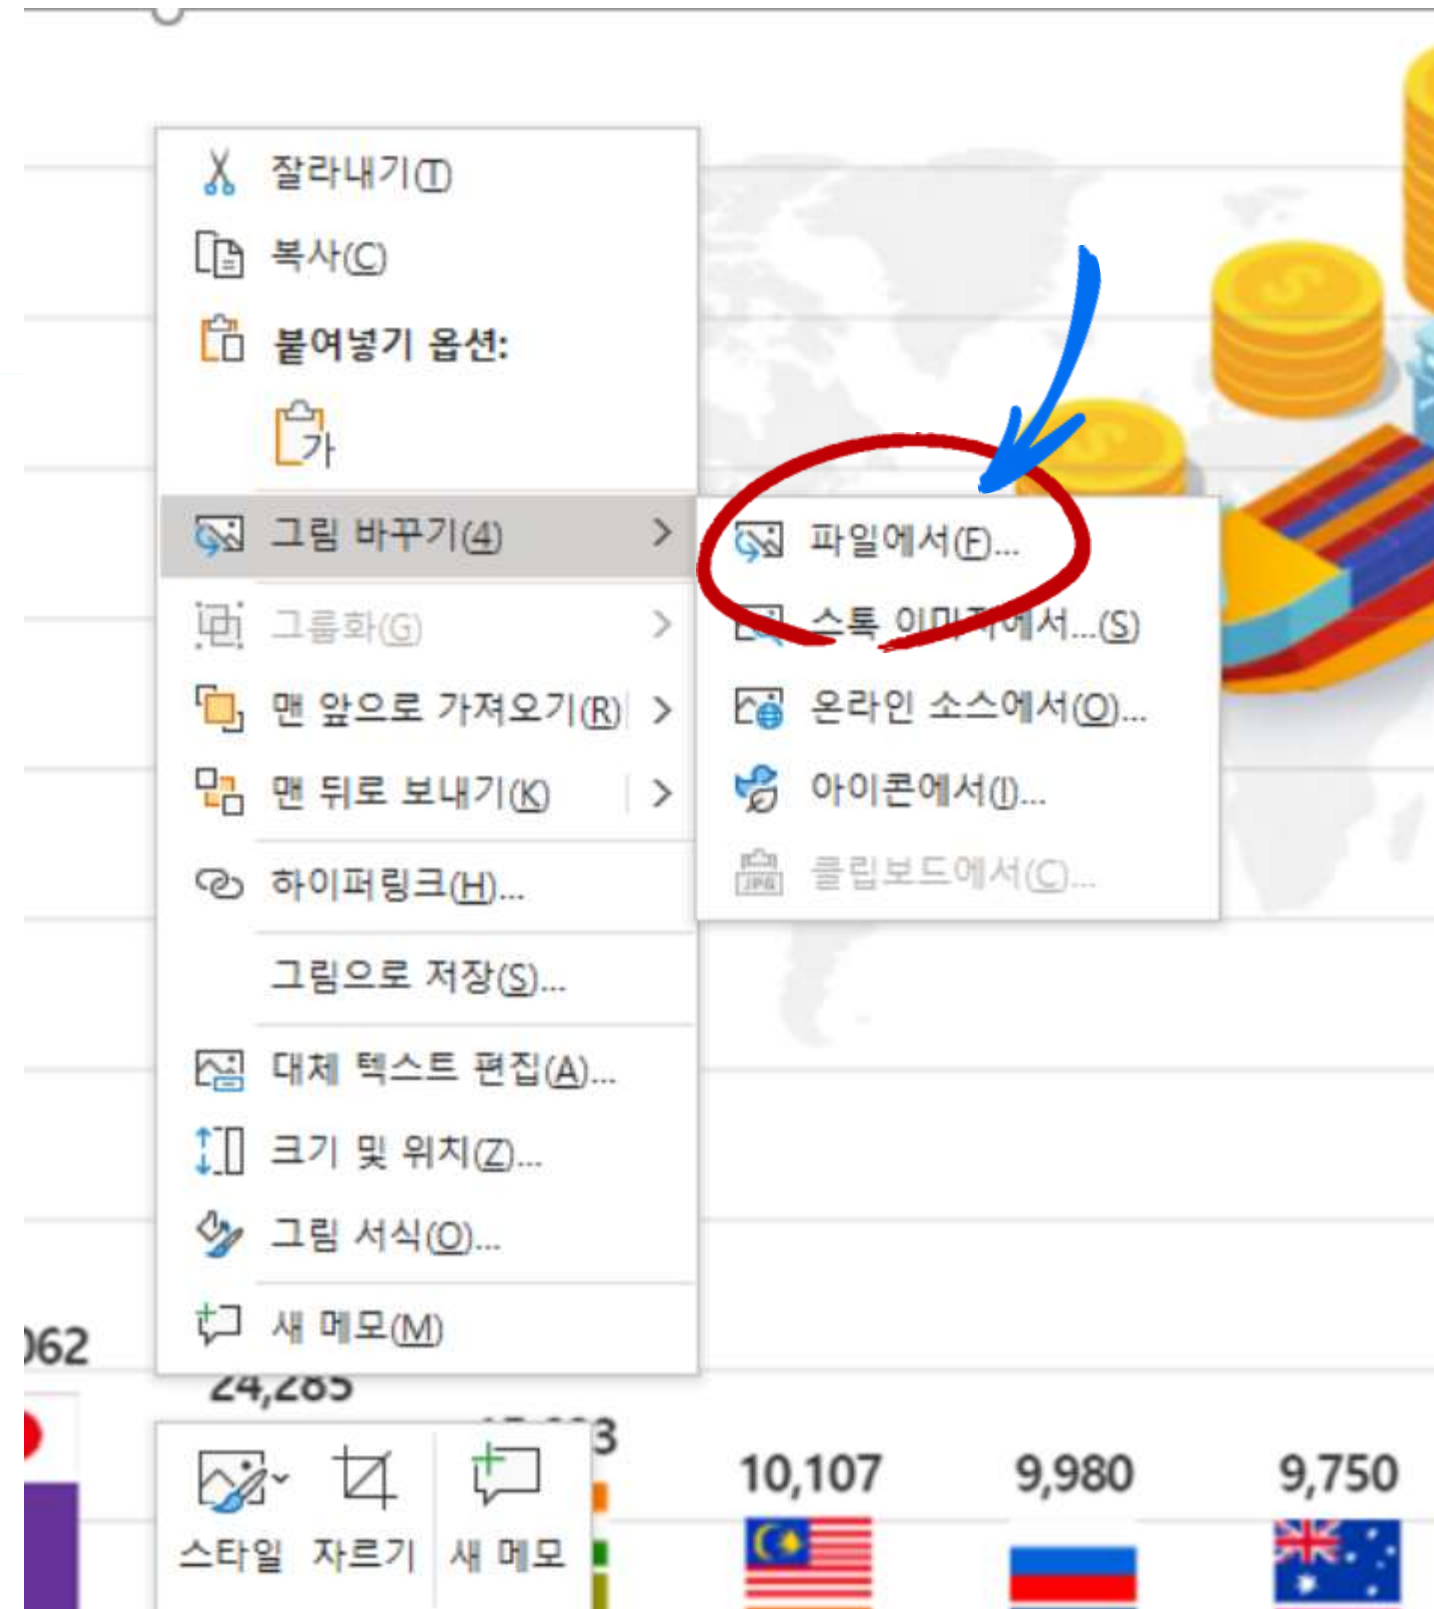 잘라내기(T)
복사(C)
붙여넣기 옵션:
가
그림 바꾸기(4)
파일에서(F)...
그룹화(G)
스톡 이미지에서...(S)
맨 앞으로 가져오기(R)
온라인 소스에서(O)...
맨 뒤로 보내기(K)
아이콘에서(I)...
JPG
클립보드에서(C)...
하이퍼링크(H)...
그림으로 저장(S)...
대체 텍스트 편집(A)...
크기 및 위치(Z)...
그림 서식(O)...
새 메모(M)
062
24,285
3
10,107
9,980
9,750
스타일
자르기
새 메모